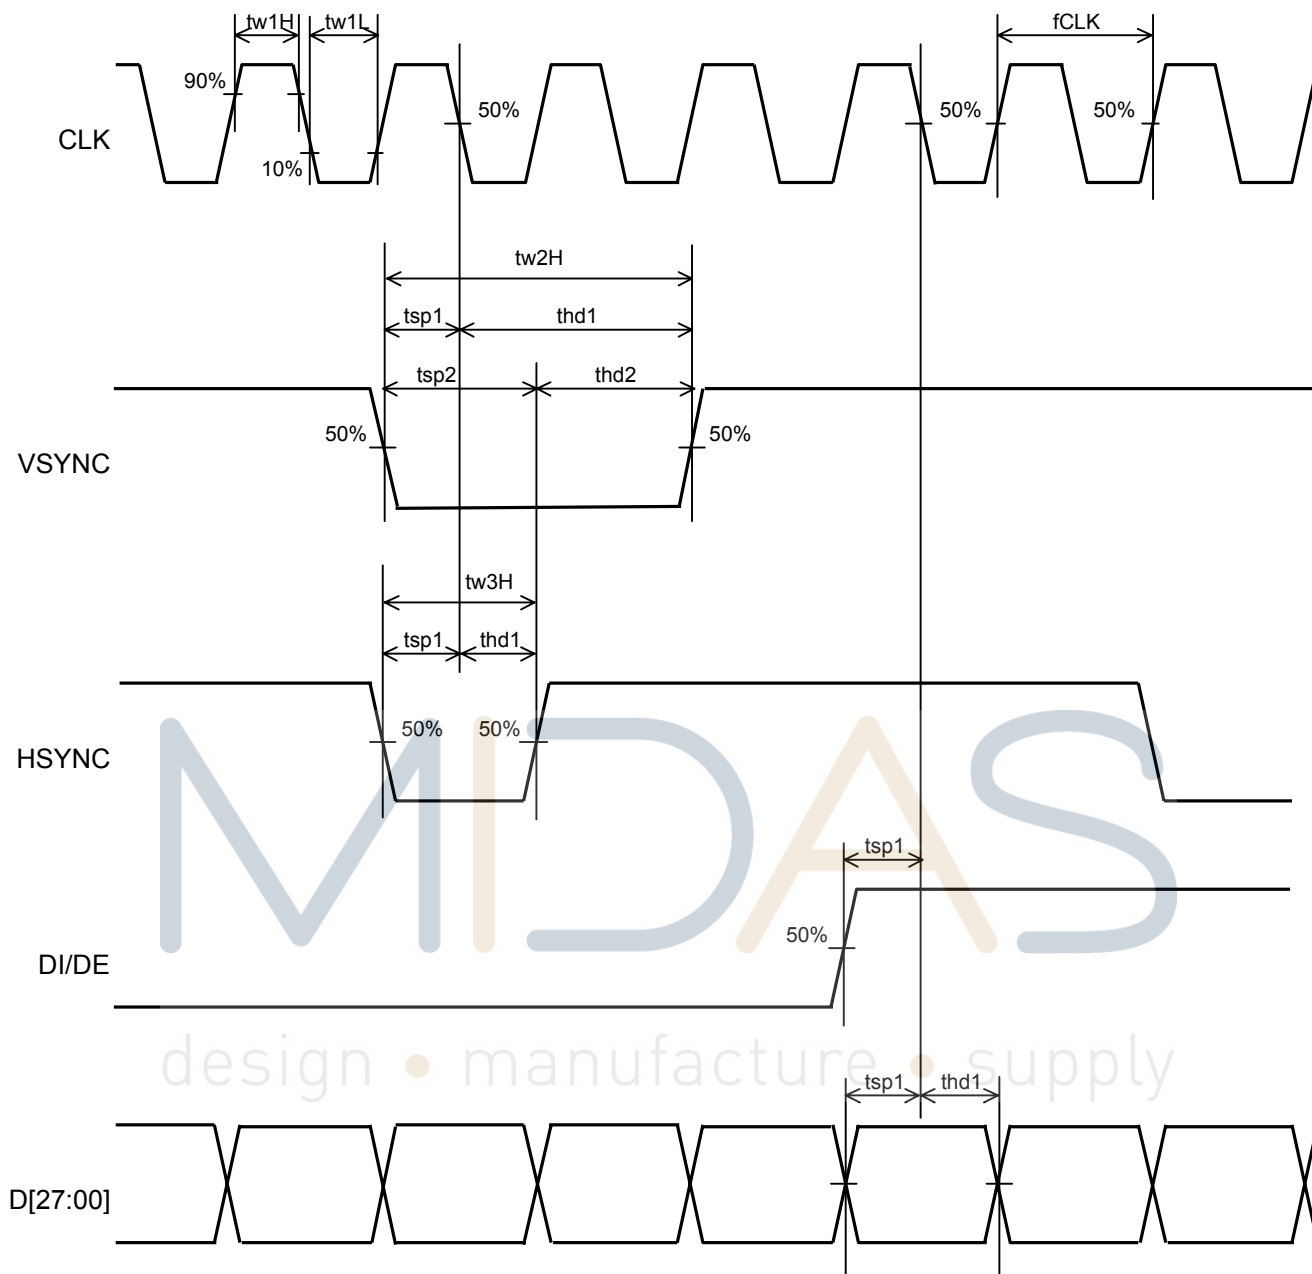 tw1H tw1L fCLK
90% 50% 50% 50%
CLK
10%
tw2H
tsp1 thd1
tsp2 thd2
50% 50%
VSYNC
tw3H
tsp1 thd1
50% 50%
HSYNC
MIDAS
tsp1
50%
DI/DE
design • manufacture • supply
tsp1 thd1
D[27:00]